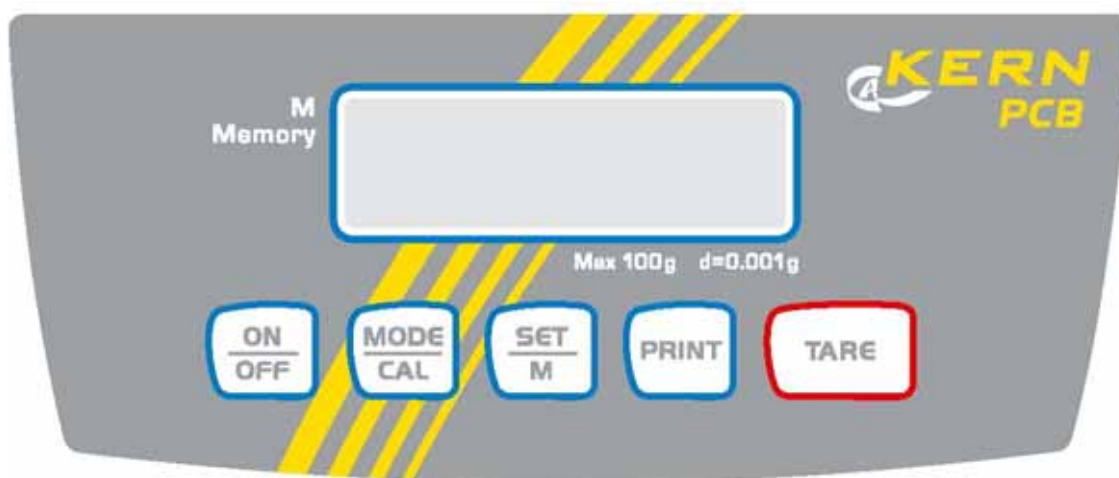 KERN
PCB
M
Memory
Max 100g d=0.001g
ON
OFF
MODE
CAL
SET
M
PRINT
TARE